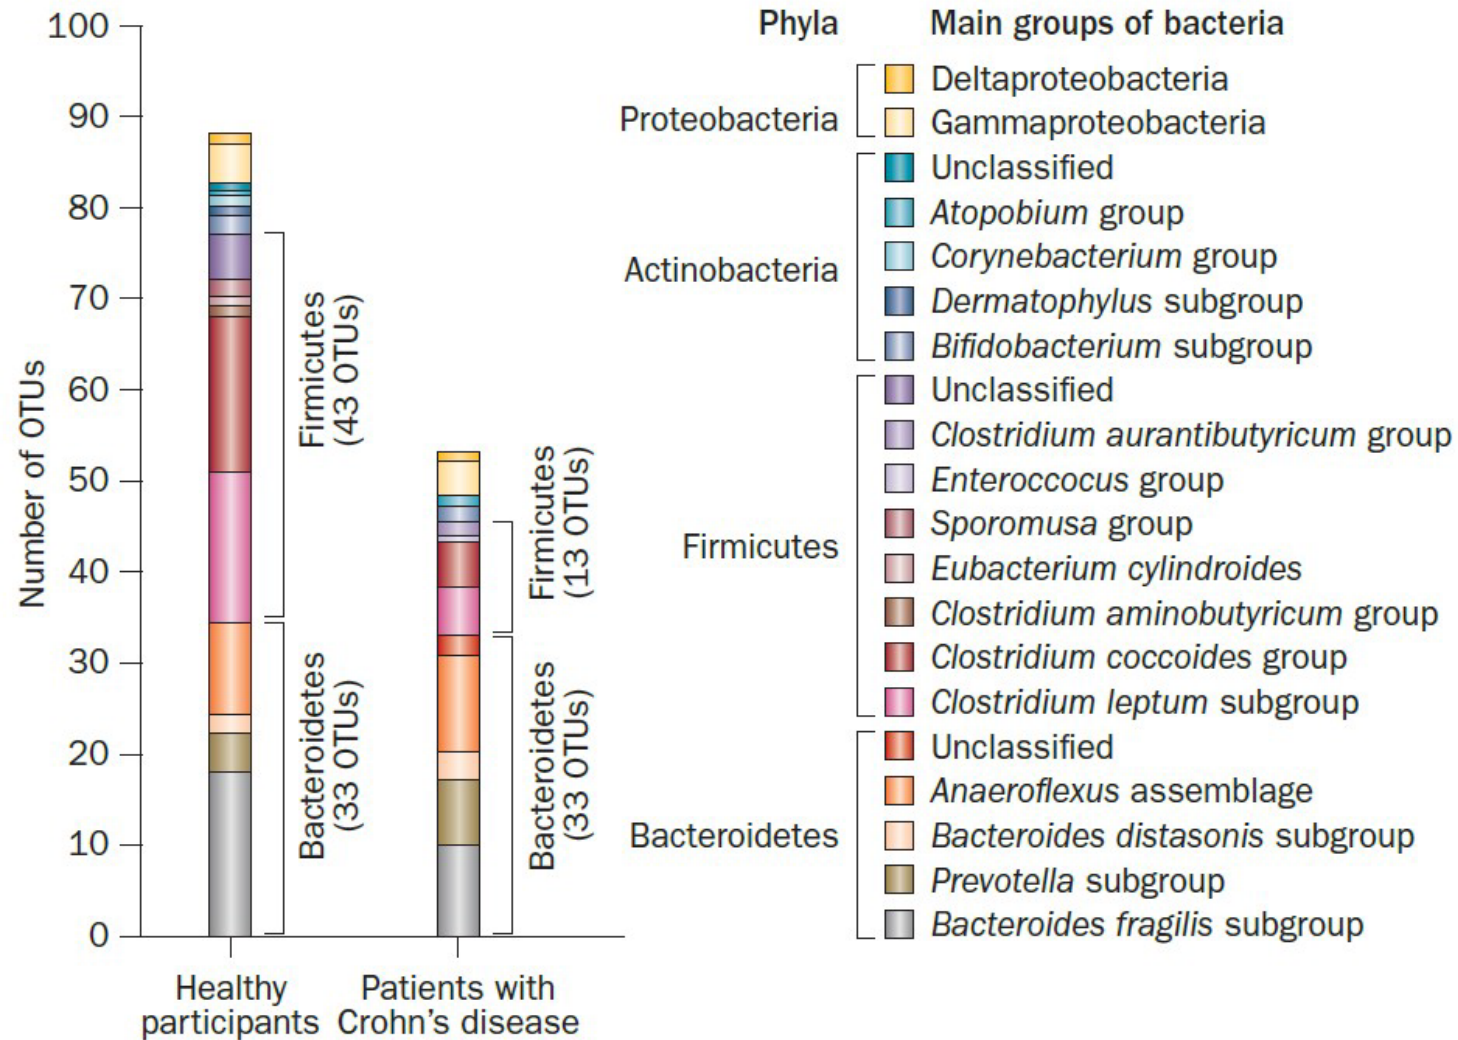 100
90
80
70
60
50
40
30
20
10
0
Number of OTUs
Firmicutes
(43 OTUs)
Bacteroidetes
(33 OTUs)
Firmicutes
(13 OTUs)
Bacteroidetes
(33 OTUs)
Healthy
participants
Patients with
Crohn's disease
Phyla
Main groups of bacteria
Proteobacteria
Deltaproteobacteria
Gammaproteobacteria
Actinobacteria
Unclassified
Atopobium group
Corynebacterium group
Dermatophylus subgroup
Bifidobacterium subgroup
Firmicutes
Unclassified
Clostridium aurantibutyricum group
Enteroccocus group
Sporomusa group
Eubacterium cylindroides
Clostridium aminobutyricum group
Clostridium coccoides group
Clostridium leptum subgroup
Bacteroidetes
Unclassified
Anaeroflexus assemblage
Bacteroides distasonis subgroup
Prevotella subgroup
Bacteroides fragilis subgroup